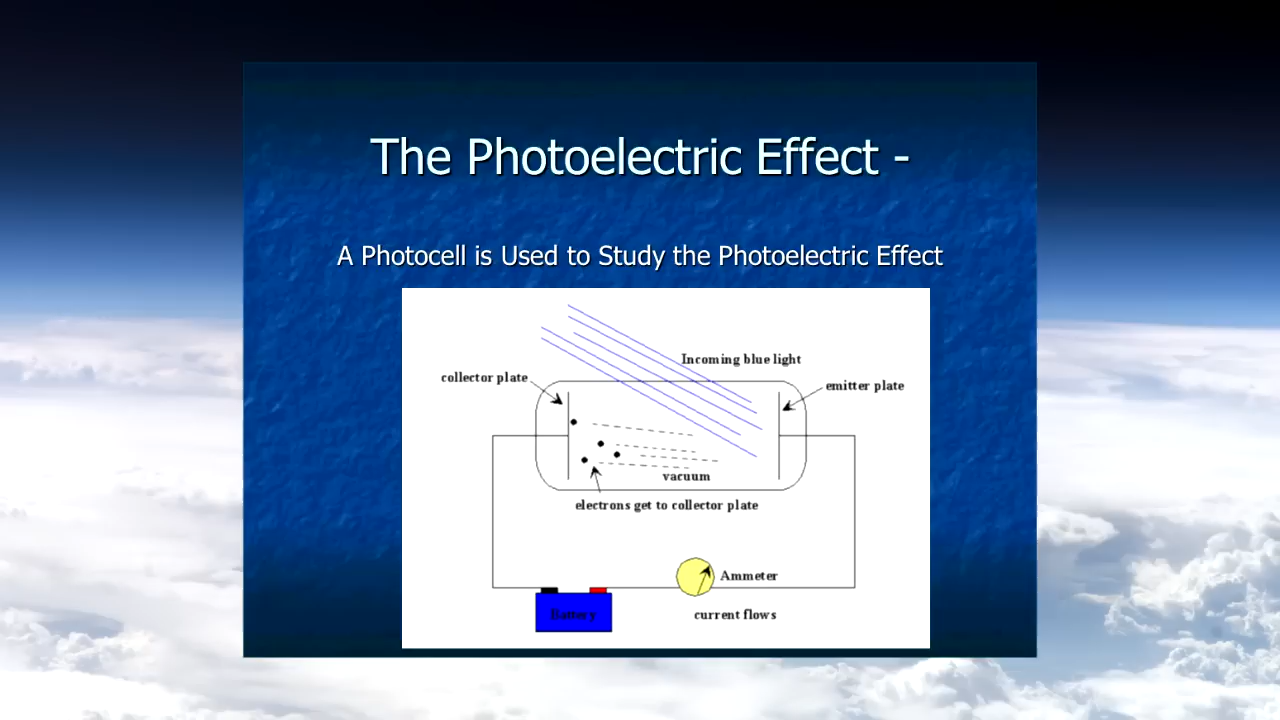 The Photoelectric Effect -
A Photocell is Used to Study the Photoelectric Effect
Incoming blue light
collector plate
emitter plate
vacuum
electrons get to collector plate
Ammeter
Battery
current flows